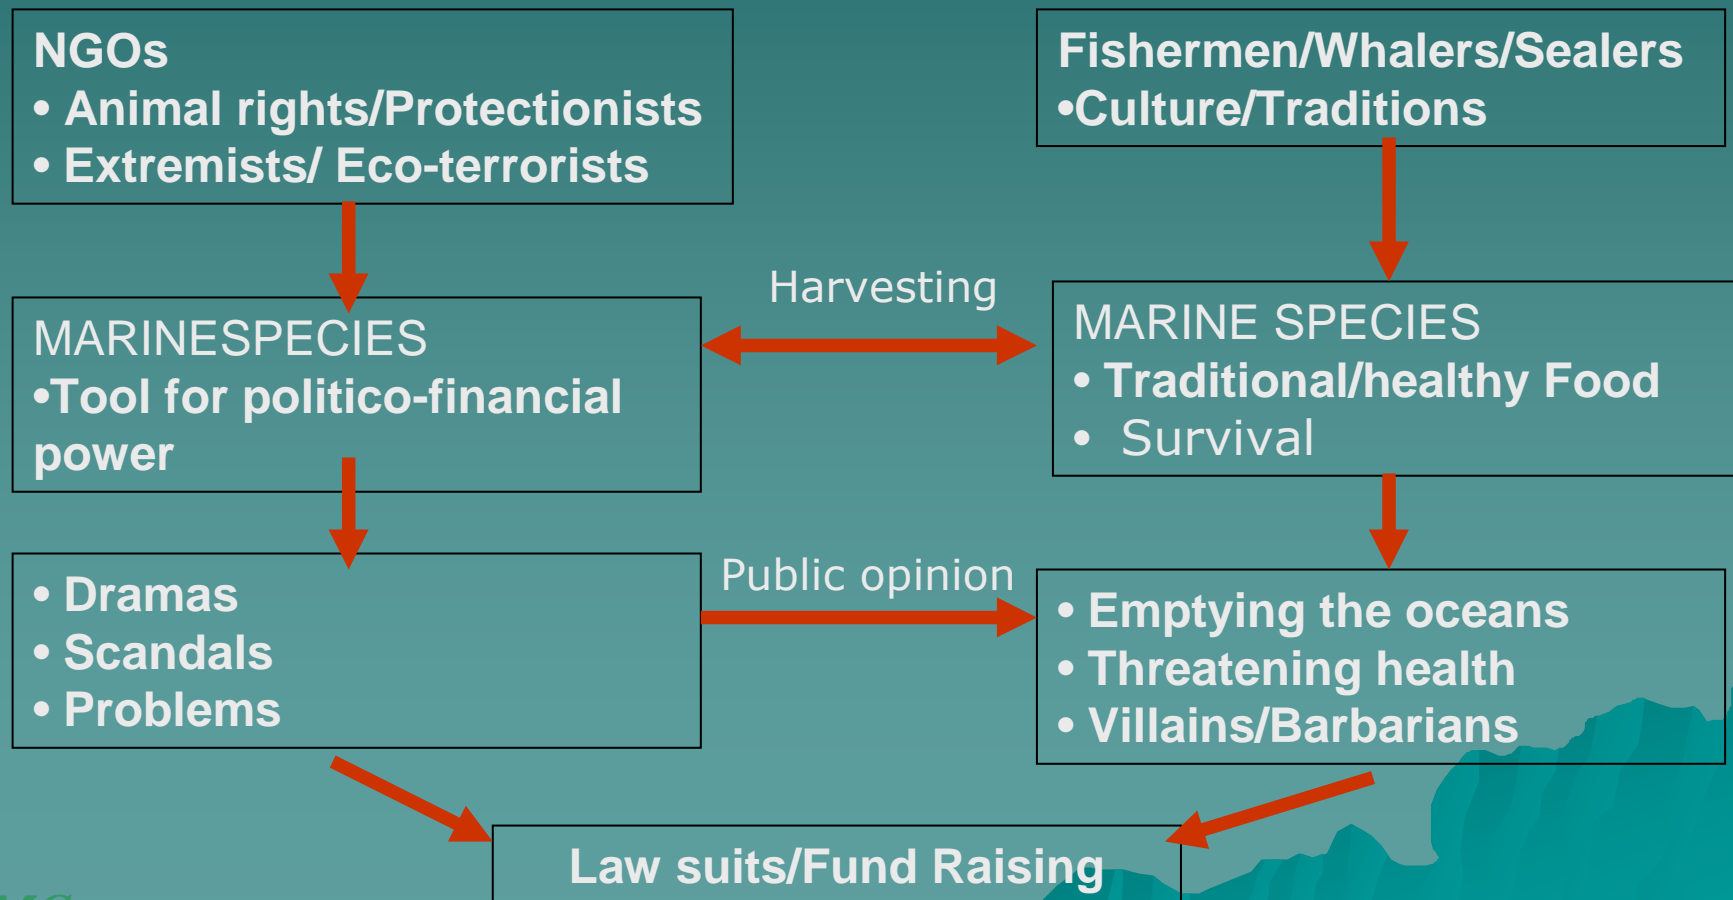 NGOs
• Animal rights/Protectionists
• Extremists/ Eco-terrorists
Fishermen/Whalers/Sealers
•Culture/Traditions
Harvesting
MARINESPECIES
•Tool for politico-financial
power
MARINE SPECIES
• Traditional/healthy Food
• Survival
Public opinion
• Dramas
• Scandals
• Problems
• Emptying the oceans
• Threatening health
• Villains/Barbarians
Law suits/Fund Raising